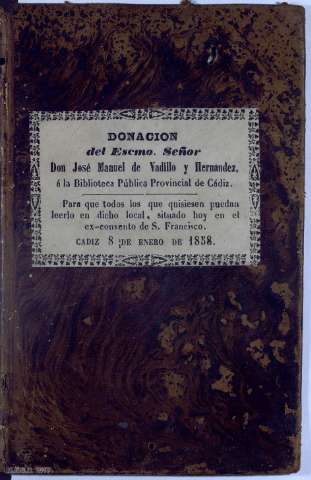 DONACION
del Escmo. Señor
Don José Manuel de Vadillo y Hernandez,
á la Biblioteca Pública Provincial de Cádiz.
Para que todos los que quisiesen puedan
leerlo en dicho local, situado hoy en el
ex-convento de S. Francisco.
CADIZ 8 DE ENERO DE 1858.